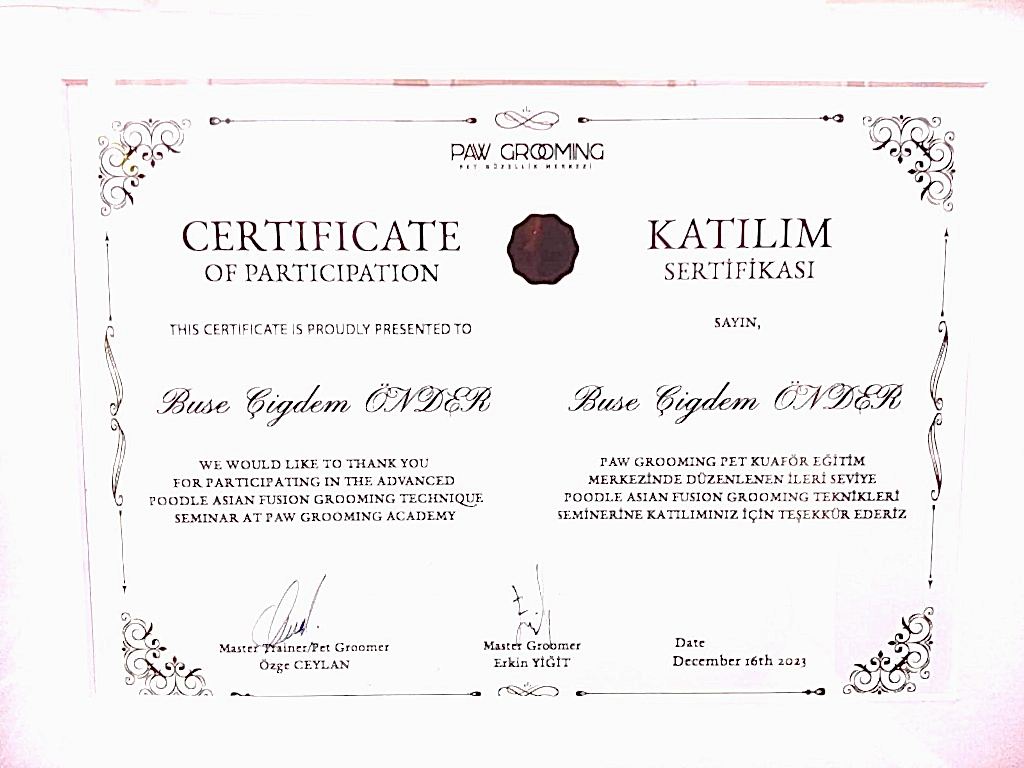 PAW GROOMING
PET GÜZELLİK MERKEZİ
CERTIFICATE
OF PARTICIPATION
THIS CERTIFICATE IS PROUDLY PRESENTED TO
Buse Çigdem ÖNDER
WE WOULD LIKE TO THANK YOU
FOR PARTICIPATING IN THE ADVANCED
POODLE ASIAN FUSION GROOMING TECHNIQUE
SEMINAR AT PAW GROOMING ACADEMY
KATILIM
SERTİFİKASI
SAYIN,
Buse Çigdem ÖNDER
PAW GROOMING PET KUAFÖR EĞİTİM
MERKEZİNDE DÜZENLENEN İLERİ SEVİYE
POODLE ASIAN FUSION GROOMING TEKNİKLERİ
SEMİNERİNE KATILIMINIZ İÇİN TEŞEKKÜR EDERİZ
Master Trainer/Pet Groomer
Özge CEYLAN
Master Groomer
Erkin YİĞİT
Date
December 16th 2023